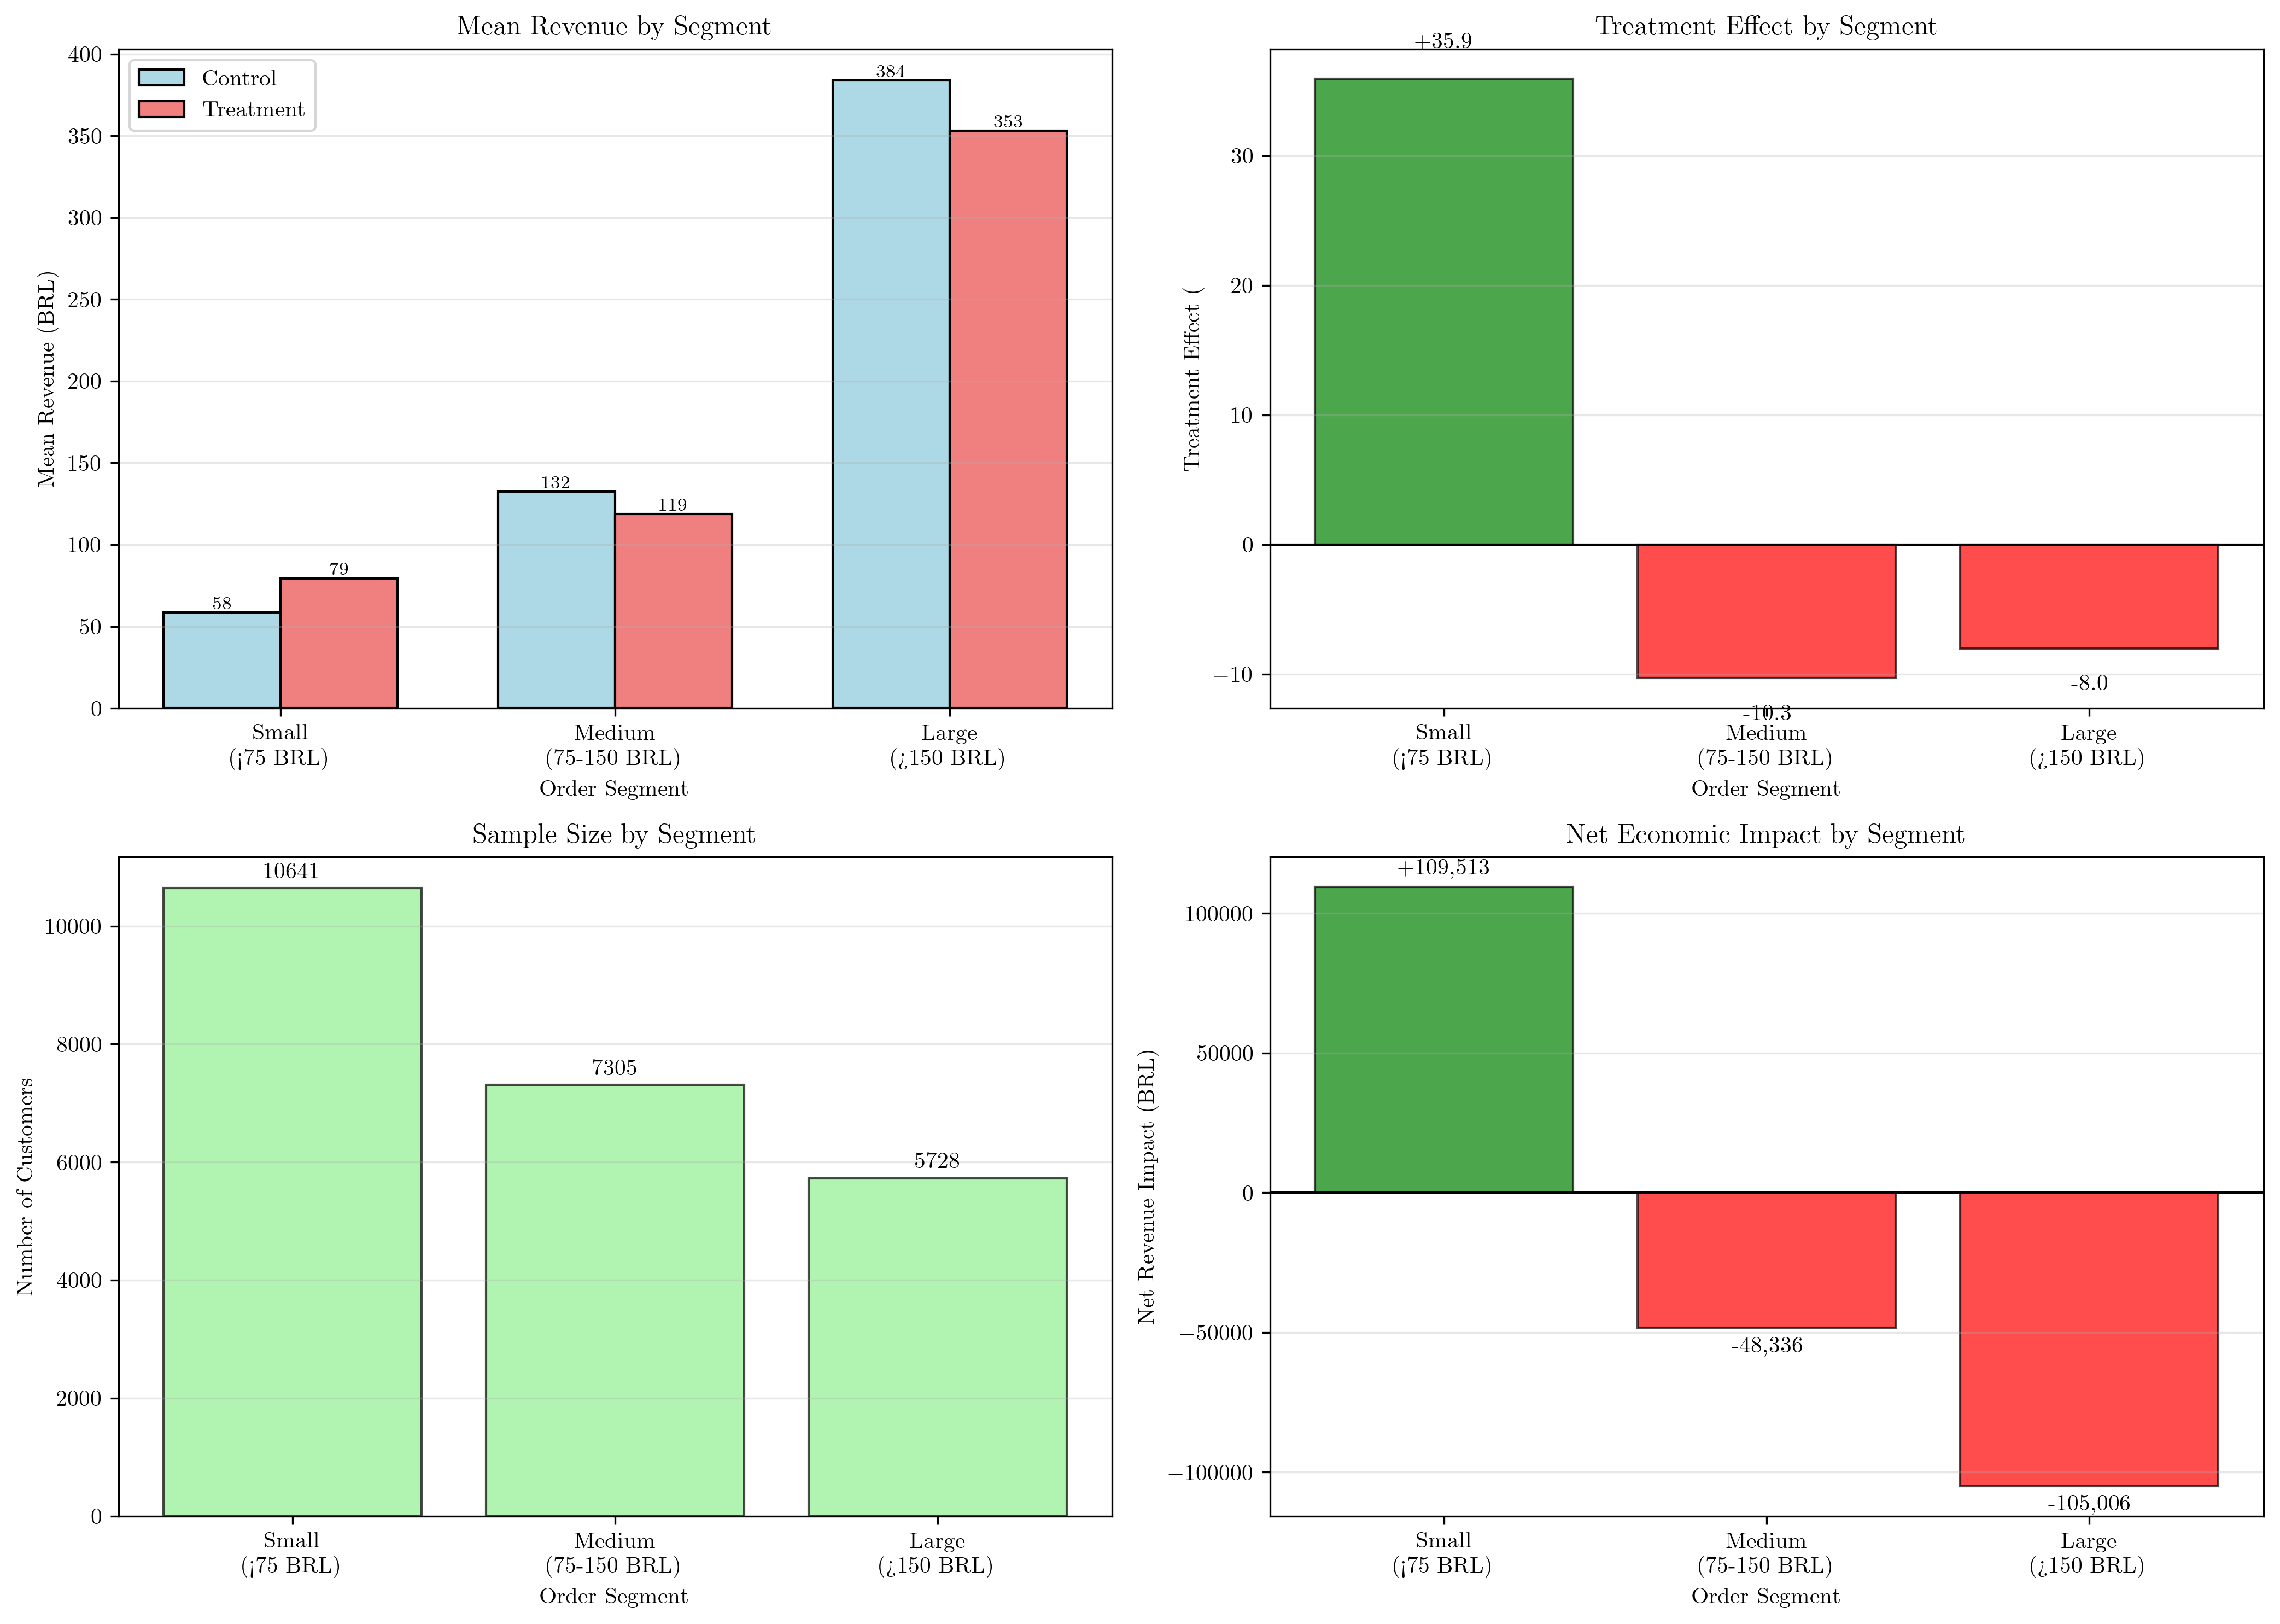 Mean Revenue by Segment
400
350
300
250
200
150
100
50
0
Mean Revenue (BRL)
Control
Treatment
58
79
132
119
384
353
Small
(<75 BRL)
Medium
(75-150 BRL)
Large
(>150 BRL)
Order Segment
Treatment Effect by Segment
30
20
10
0
−10
Treatment Effect (
+35.9
-10.3
-8.0
Small
(<75 BRL)
Medium
(75-150 BRL)
Large
(>150 BRL)
Order Segment
Sample Size by Segment
10000
8000
6000
4000
2000
0
Number of Customers
10641
7305
5728
Small
(<75 BRL)
Medium
(75-150 BRL)
Large
(>150 BRL)
Order Segment
Net Economic Impact by Segment
100000
50000
0
−50000
−100000
Net Revenue Impact (BRL)
+109,513
-48,336
-105,006
Small
(<75 BRL)
Medium
(75-150 BRL)
Large
(>150 BRL)
Order Segment